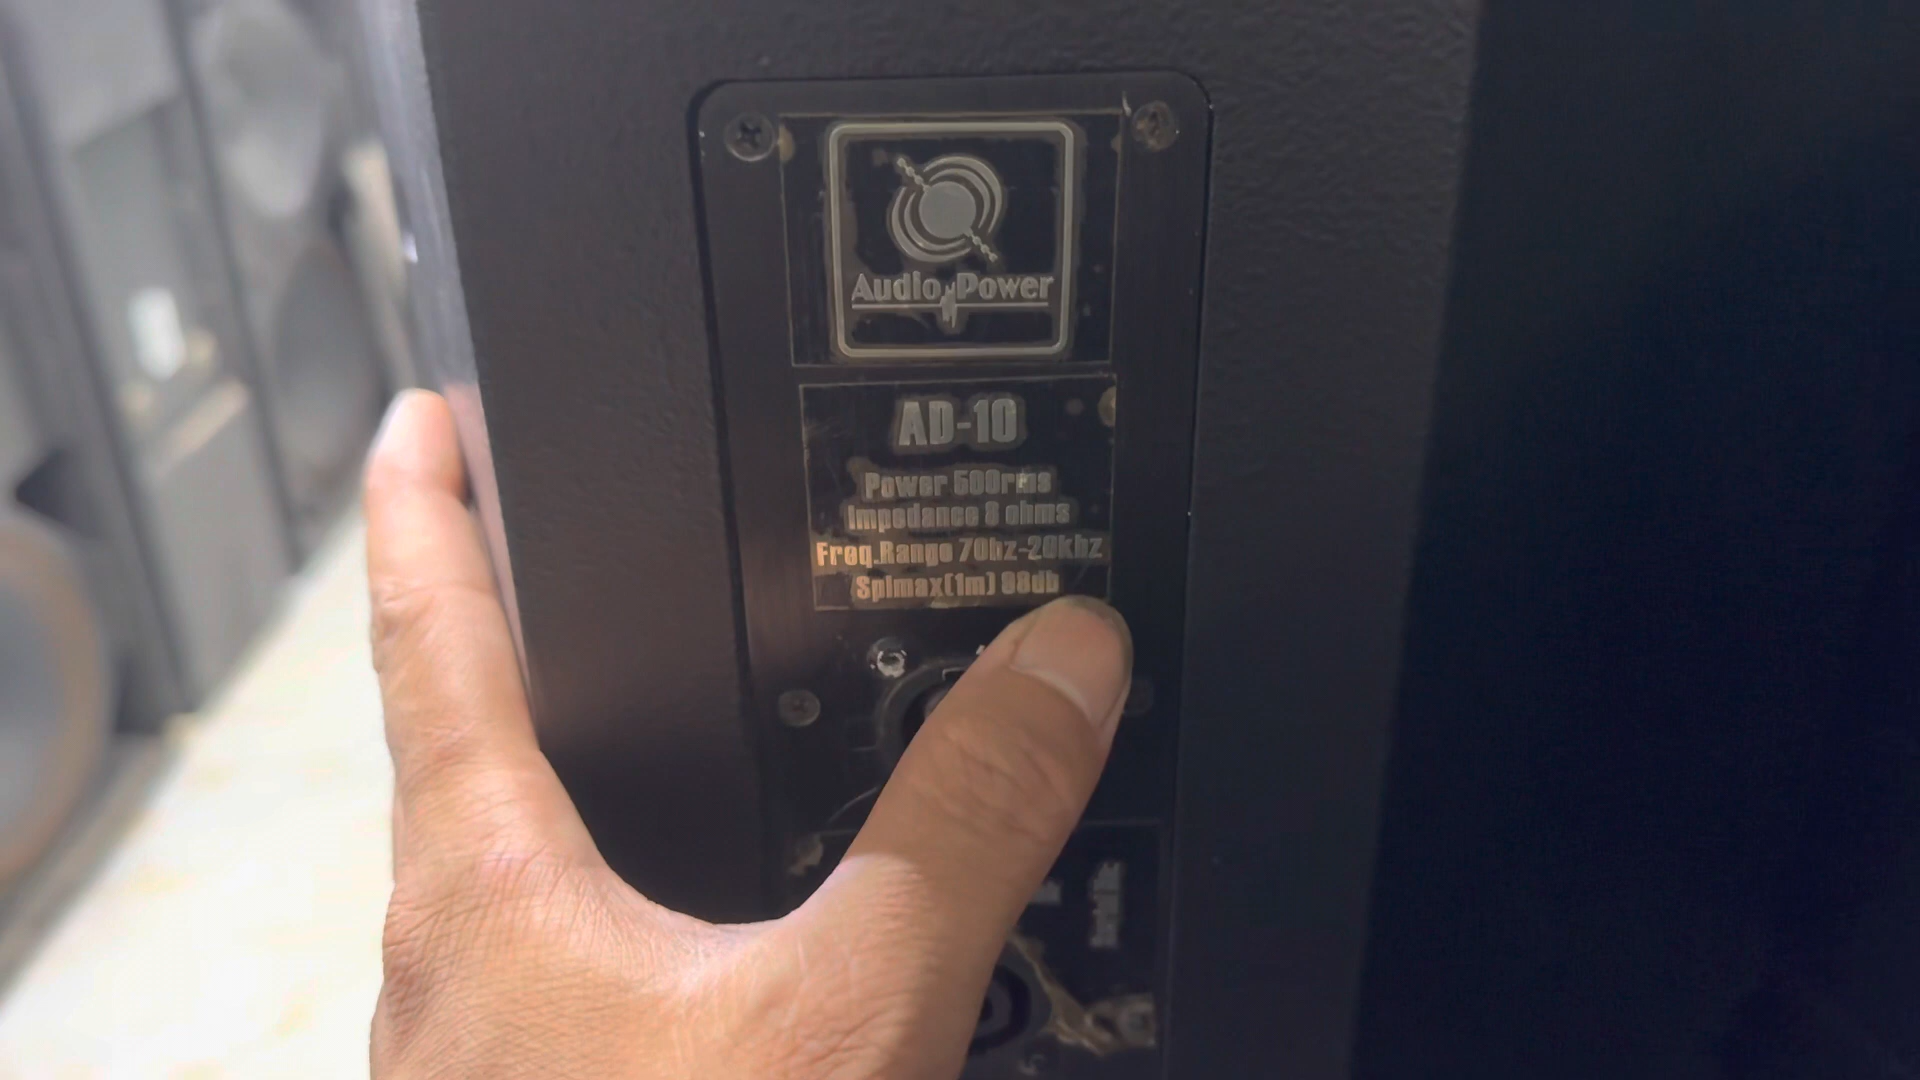 Audio Power
AD-10
Power 500rms
Impedance 8 ohms
Freq.Range 70hz-20khz
Splmax(1m) 98db